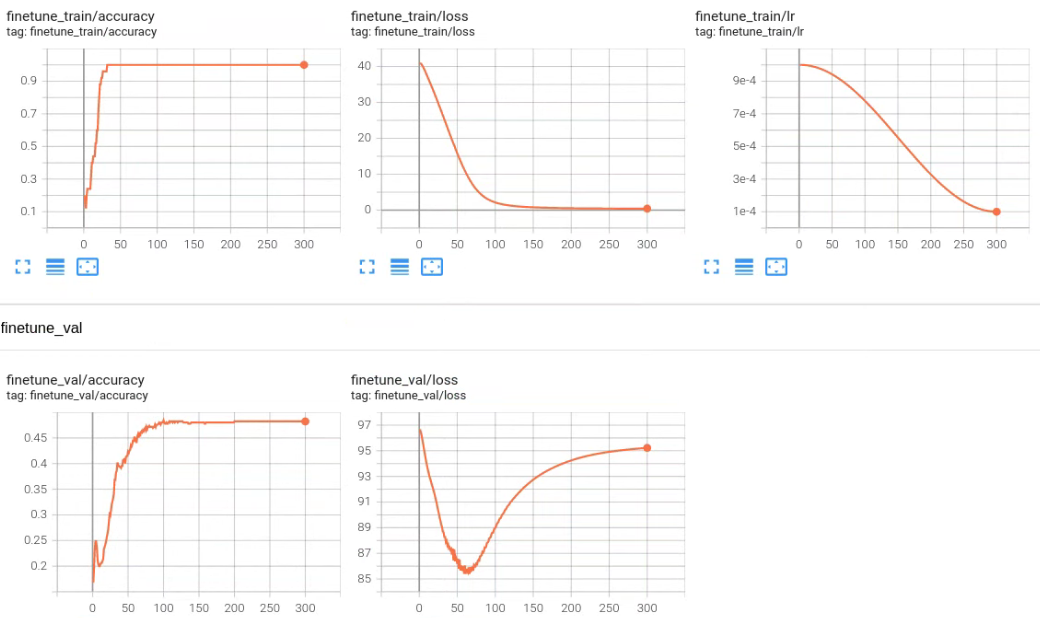 finetune_train/accuracy
tag: finetune_train/accuracy
0.9
0.7
0.5
0.3
0.1
0 50 100 150 200 250 300
finetune_train/loss
tag: finetune_train/loss
40
30
20
10
0
0 50 100 150 200 250 300
finetune_train/lr
tag: finetune_train/lr
9e-4
7e-4
5e-4
3e-4
1e-4
0 50 100 150 200 250 300
finetune_val
finetune_val/accuracy
tag: finetune_val/accuracy
0.45
0.4
0.35
0.3
0.25
0.2
0 50 100 150 200 250 300
finetune_val/loss
tag: finetune_val/loss
97
95
93
91
89
87
85
0 50 100 150 200 250 300